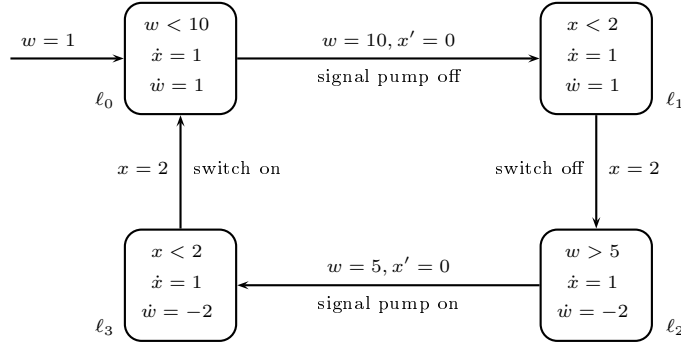 w = 1
w < 10
ẋ = 1
ẇ = 1
ℓ₀
w = 10, x′ = 0
signal pump off
x < 2
ẋ = 1
ẇ = 1
ℓ₁
x = 2
switch on
switch off
x = 2
x < 2
ẋ = 1
ẇ = −2
ℓ₃
w = 5, x′ = 0
signal pump on
w > 5
ẋ = 1
ẇ = −2
ℓ₂